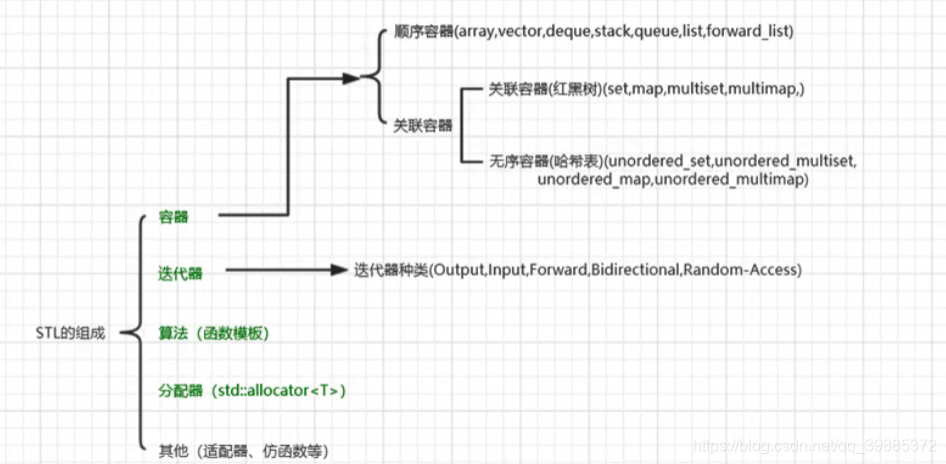 顺序容器(array,vector,deque,stack,queue,list,forward_list)
关联容器(红黑树)(set,map,multiset,multimap,)
关联容器
无序容器(哈希表)(unordered_set,unordered_multiset,
unordered_map,unordered_multimap)
容器
迭代器
迭代器种类(Output,Input,Forward,Bidirectional,Random-Access)
STL的组成
算法（函数模板）
分配器（std::allocator<T>）
其他（适配器、仿函数等）
https://blog.csdn.net/qq_39885972